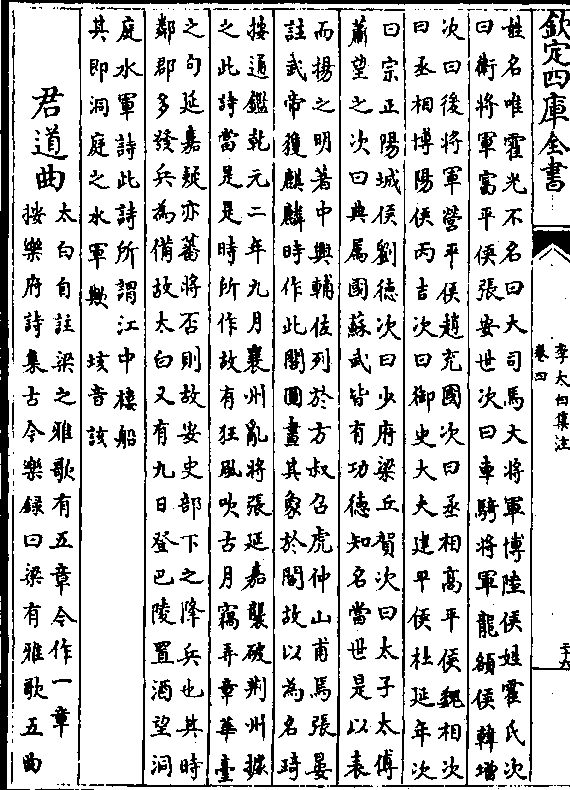 欽定四庫全書
李太白集注
卷四
姓名唯霍光不名曰大司馬大將軍博陸侯姓霍氏次
曰衛將軍富平侯張安世次曰車騎將軍龍頟侯韓增
次曰後將軍營平侯趙充國次曰丞相高平侯魏相次
曰丞相博陽侯丙吉次曰御史大夫建平侯杜延年次
曰宗正陽城侯劉德次曰少府梁丘賀次曰太子太傅
蕭望之次曰典属國蘇武皆有功德知名當世是以表
而揚之明著中興輔佐列於方叔召虎仲山甫焉張晏
註武帝獲麒麟時作此閣圖畫其象於閣故以為名琦
按通鑑乾元二年九月襄州亂將張延嘉襲破荆州據
之此詩當是是時所作故有狂風吹古月竊弄章華臺
之句延嘉疑亦蕃將否則故安史部下之降兵也其時
鄰郡多發兵為備故太白又有九日登巴陵置酒望洞
庭水軍詩此詩所謂江中樓船
其即洞庭之水軍歟 垓音該
君道曲
太白自註梁之雅歌有五章今作一章
按樂府詩集古今樂録曰梁有雅歌五曲